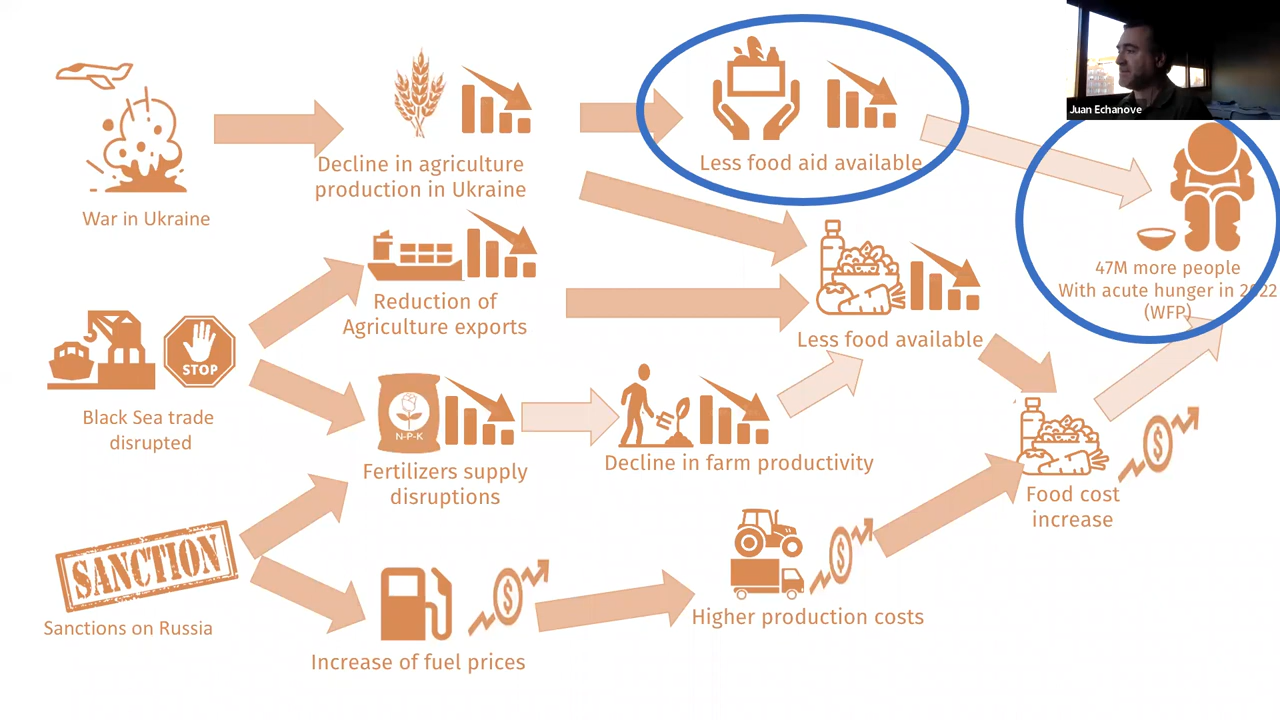 Juan Echanove
War in Ukraine
Decline in agriculture
production in Ukraine
Less food aid available
47M more people
With acute hunger in 2022
(WFP)
Reduction of
Agriculture exports
Less food available
STOP
Black Sea trade
disrupted
N-P-K
Fertilizers supply
disruptions
Decline in farm productivity
$
Food cost
increase
SANCTION
Sanctions on Russia
$
Increase of fuel prices
$
Higher production costs